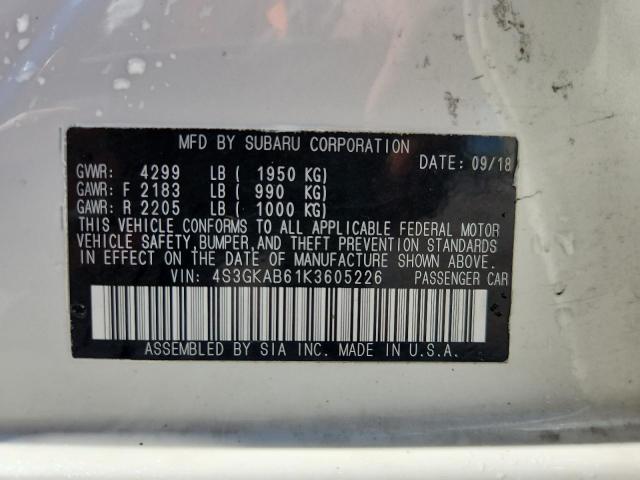 MFD BY SUBARU CORPORATION
DATE: 09/18
GVWR: 4299 LB ( 1950 KG)
GAWR: F 2183 LB ( 990 KG)
GAWR: R 2205 LB ( 1000 KG)
THIS VEHICLE CONFORMS TO ALL APPLICABLE FEDERAL MOTOR
VEHICLE SAFETY, BUMPER, AND THEFT PREVENTION STANDARDS
IN EFFECT ON THE DATE OF MANUFACTURE SHOWN ABOVE.
VIN: 4S3GKAB61K3605226 PASSENGER CAR
ASSEMBLED BY SIA INC. MADE IN U.S.A.